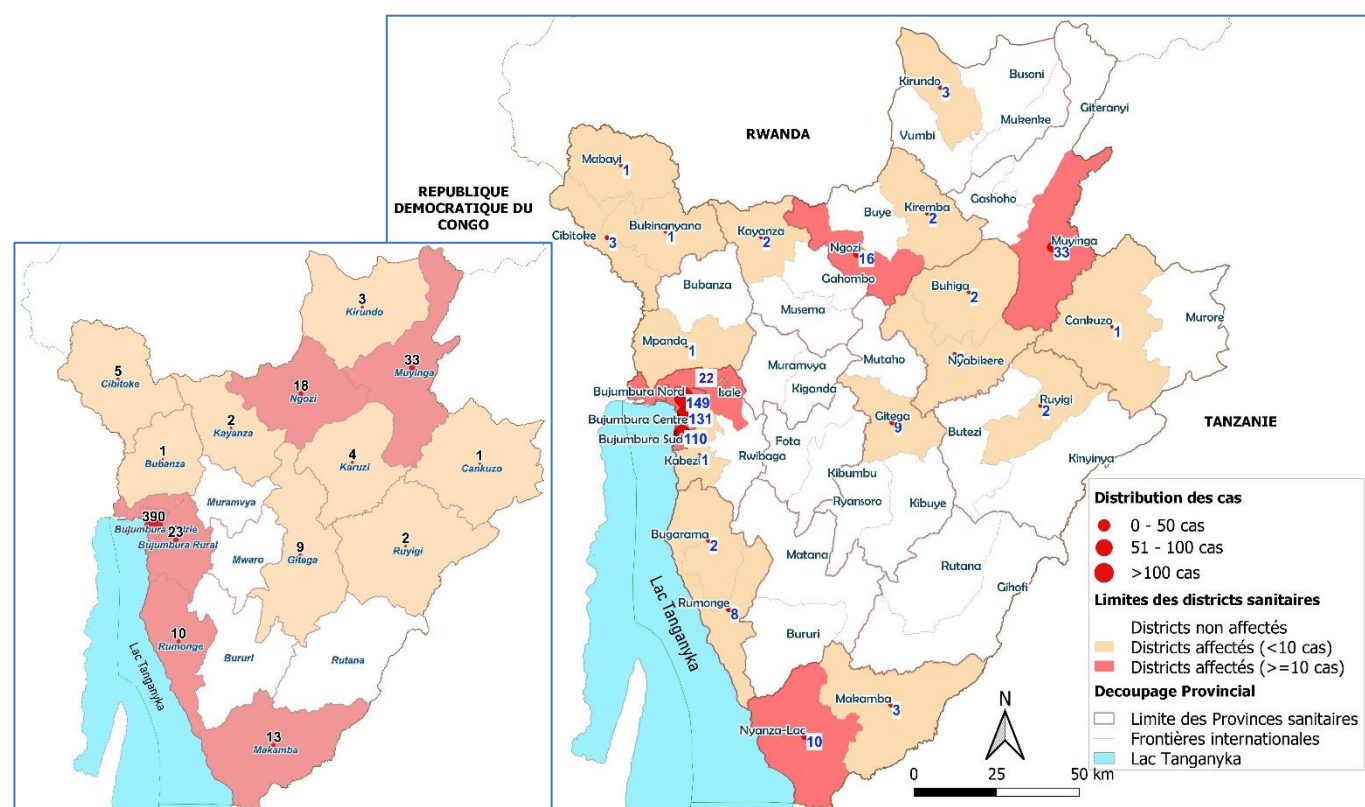 3
Kirundo
5
Cibitoke
33
Muyinga
18
Ngozi
2
Kayanza
1
Bubanza
4
Karuzi
1
Cankuzo
Muramvya
390
Bujumbura
23
Bujumbura Rural
Mwaro
9
Gitega
2
Ruyigi
10
Rumonge
Bururi
Rutana
Lac Tanganyka
13
Makamba
RWANDA
REPUBLIQUE
DEMOCRATIQUE DU
CONGO
TANZANIE
Kirundo
3
Busoni
Giteranyi
Mukenke
Vumbi
Mabayi
1
Gashoho
Buye
Kiremba
2
Cibitoke
3
Bukinanyana
1
Kayanza
2
Ngozi
16
Muyinga
33
Gahombo
Bubanza
Musema
Buhiga
2
Cankuzo
1
Murore
Mpanda
1
Mutaho
Nyabikere
Muramvya
22
Isale
Kiganda
Bujumbura Nord
149
Bujumbura Centre
131
Bujumbura Sud
110
Kabezi
1
Gitega
9
Ruyigi
2
Butezi
Fota
Rwibaga
Kinyinya
Kibumbu
Ryansoro
Kibuye
Bugarama
2
Matana
Rutana
Gihofi
Rumonge
8
Lac Tanganyka
Bururi
Makamba
3
Nyanza-Lac
10
N
0 25 50 km
Distribution des cas
0 - 50 cas
51 - 100 cas
>100 cas
Limites des districts sanitaires
Districts non affectés
Districts affectés (<10 cas)
Districts affectés (>=10 cas)
Decoupage Provincial
Limite des Provinces sanitaires
Frontières internationales
Lac Tanganyka